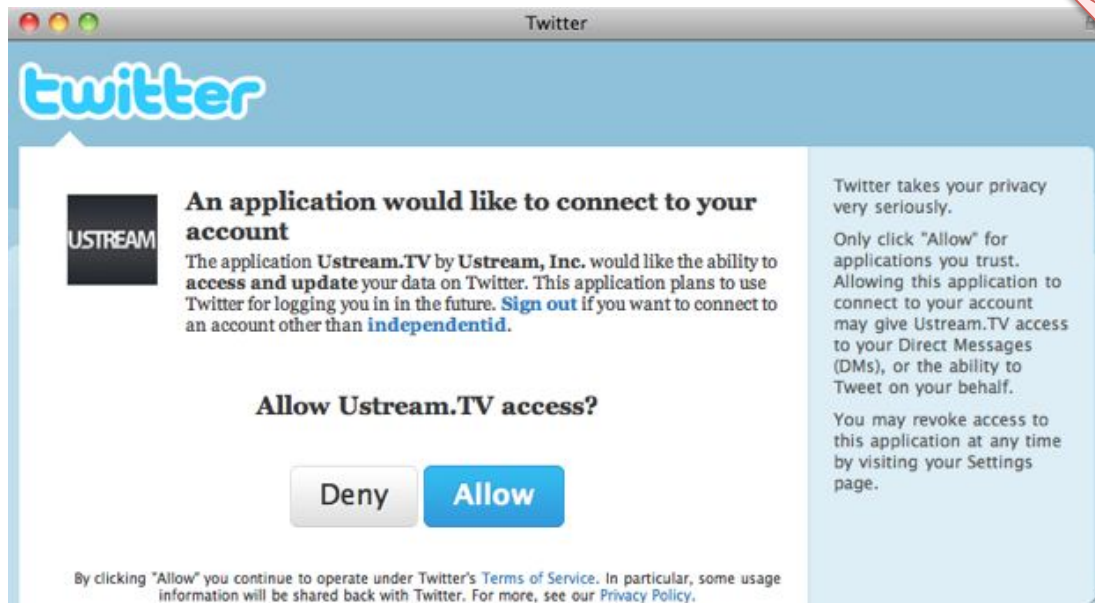 Twitter
twitter
USTREAM
An application would like to connect to your
account
The application Ustream.TV by Ustream, Inc. would like the ability to
access and update your data on Twitter. This application plans to use
Twitter for logging you in in the future. Sign out if you want to connect to
an account other than independentid.
Allow Ustream.TV access?
Deny
Allow
By clicking "Allow" you continue to operate under Twitter's Terms of Service. In particular, some usage
information will be shared back with Twitter. For more, see our Privacy Policy.
Twitter takes your privacy
very seriously.
Only click "Allow" for
applications you trust.
Allowing this application to
connect to your account
may give Ustream.TV access
to your Direct Messages
(DMs), or the ability to
Tweet on your behalf.
You may revoke access to
this application at any time
by visiting your Settings
page.